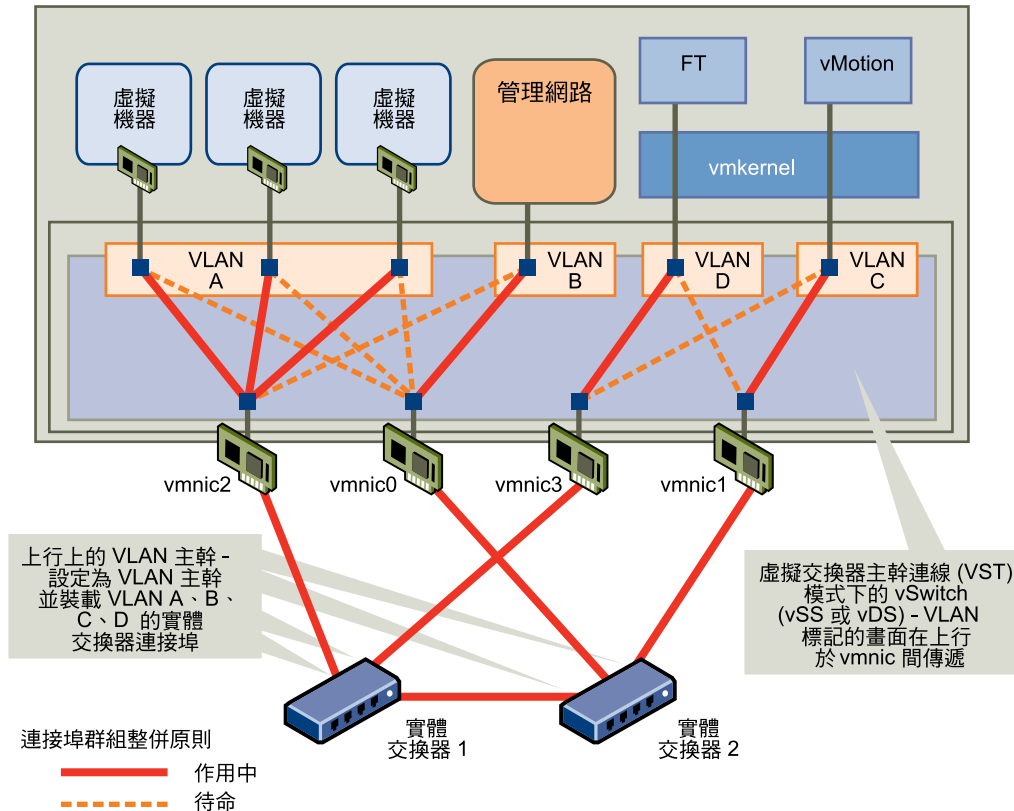 虛擬
機器
虛擬
機器
虛擬
機器
管理網路
FT
vMotion
vmkernel
VLAN
A
VLAN
B
VLAN
D
VLAN
C
vmnic2
vmnic0
vmnic3
vmnic1
上行上的 VLAN 主幹 -
設定為 VLAN 主幹
並裝載 VLAN A、B、
C、D 的實體
交換器連接埠
虛擬交換器主幹連線 (VST)
模式下的 vSwitch
(vSS 或 vDS) - VLAN
標記的畫面在上行
於 vmnic 間傳遞
實體
交換器 1
實體
交換器 2
連接埠群組整併原則
作用中
待命